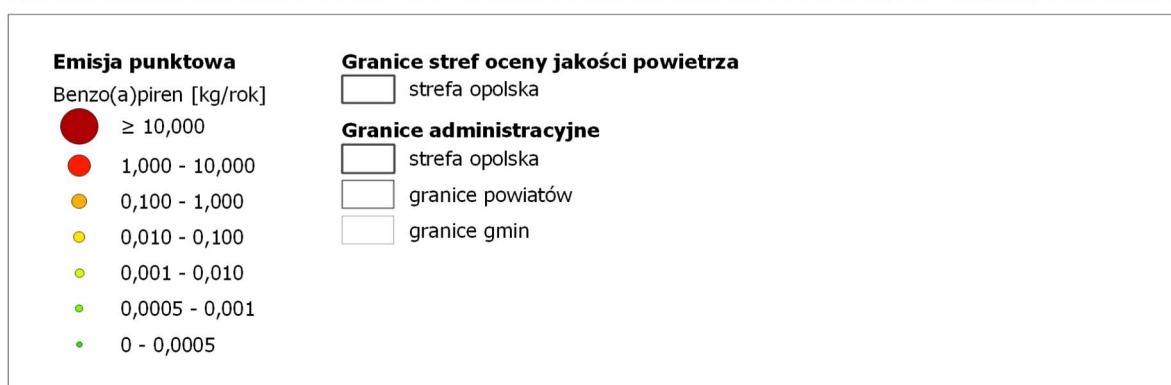 Emisja punktowa
Benzo(a)piren [kg/rok]
≥ 10,000
1,000 - 10,000
0,100 - 1,000
0,010 - 0,100
0,001 - 0,010
0,0005 - 0,001
0 - 0,0005
Granice stref oceny jakości powietrza
strefa opolska
Granice administracyjne
strefa opolska
granice powiatów
granice gmin